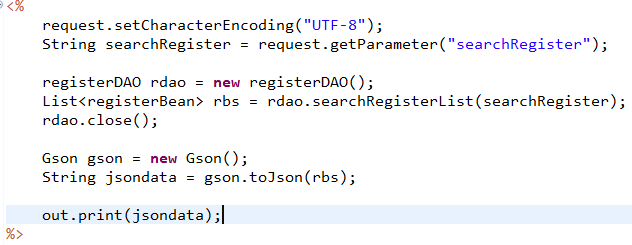 <%
request.setCharacterEncoding("UTF-8");
String searchRegister = request.getParameter("searchRegister");
registerDAO rdao = new registerDAO();
List<registerBean> rbs = rdao.searchRegisterList(searchRegister);
rdao.close();
Gson gson = new Gson();
String jsondata = gson.toJson(rbs);
out.print(jsondata);
%>